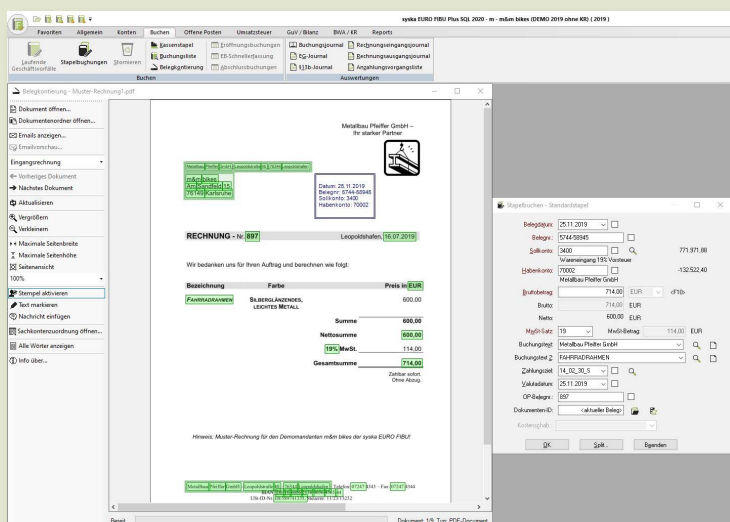 syska EURO FIBU Plus SQL 2020 - m - m&m bikes (DEMO 2019 ohne KR) ( 2019 )
Favoriten Allgemein Konten Buchen Offene Posten Umsatzsteuer GuV / Bilanz BWA / KR Reports
Laufende Geschäftsvorfälle
Stapelbuchungen
Stornieren
Kassenstapel
Buchungsliste
Belegkontierung
Eröffnungsbuchungen
EB-Schnellerfassung
Abschlussbuchungen
Buchungsjournal
EG-Journal
§13b-Journal
Rechnungseingangsjournal
Rechnungsausgangsjournal
Anzahlungsvorgangsliste
Buchen Auswertungen
Belegkontierung - Muster-Rechnung1.pdf
Dokument öffnen...
Dokumentenordner öffnen...
Emails anzeigen...
Emailvorschau...
Eingangsrechnung
Vorheriges Dokument
Nächstes Dokument
Aktualisieren
Vergrößern
Verkleinern
Maximale Seitenbreite
Maximale Seitenhöhe
Seitenansicht
100%
Stempel aktivieren
Text markieren
Nachricht einfügen
Sachkontenzuordnung öffnen...
Alle Wörter anzeigen
Info über...
Metallbau Pfeiffer GmbH –
Ihr starker Partner
m&m bikes
Am Sandfeld 15
76149 Karlsruhe
Datum: 25.11.2019
Belegnr: 5744-58945
Sollkonto: 3400
Habenkonto: 70002
RECHNUNG - Nr. 897 Leopoldshafen, 16.07.2019
Wir bedanken uns für Ihren Auftrag und berechnen wie folgt:
Bezeichnung Farbe Preis in EUR
FAHRRADRAHMEN SILBERGLÄNZENDES, 600,00
LEICHTES METALL
Summe 600,00
Nettosumme 600,00
19% MwSt. 114,00
Gesamtsumme 714,00
Zahlbar sofort.
Ohne Abzug.
Hinweis: Muster-Rechnung für den Demomandanten m&m bikes der syska EURO FIBU!
Bereit Dokument: 1/9 Typ: PDF-Document
Stapelbuchen - Standardstapel
Belegdatum: 25.11.2019
Belegnr.: 5744-58945
Sollkonto: 3400 771.971,88
Wareneingang 19% Vorsteuer
Habenkonto: 70002 -132.522,40
Metallbau Pfeiffer GmbH
Bruttobetrag: 714,00 EUR <F10>
Brutto: 714,00 EUR
Netto: 600,00 EUR
MwSt-Satz: 19 MwSt-Betrag: 114,00 EUR
Buchungstext: Metallbau Pfeiffer GmbH
Buchungstext 2: FAHRRADRAHMEN
Zahlungsziel: 14_02_30_S
Valutadatum: 25.11.2019
OP-Belegnr.: 897
Dokumenten-ID: <aktueller Beleg>
OK Split... Beenden